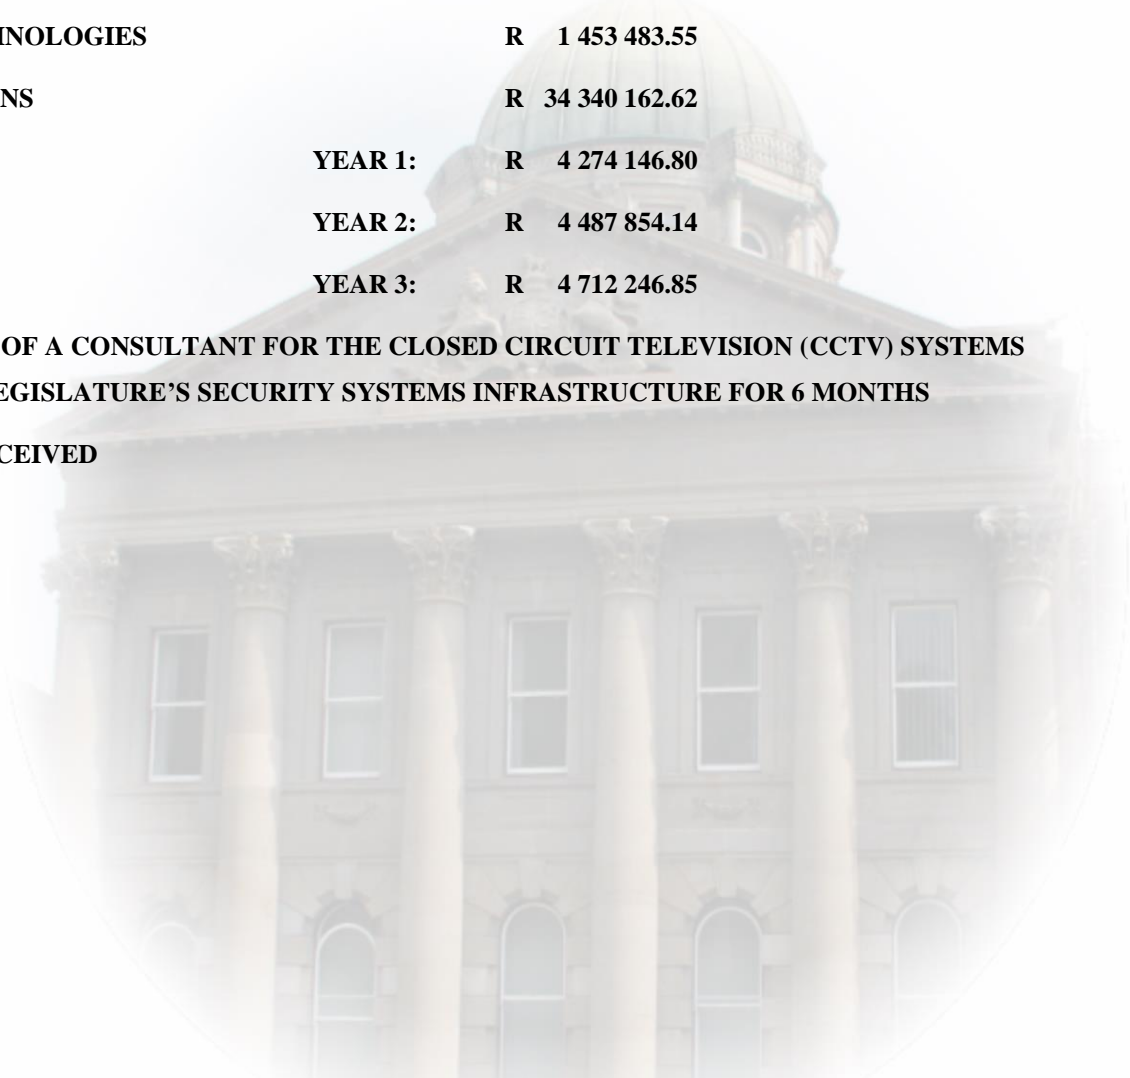 HNOLOGIES R 1 453 483.55
NS R 34 340 162.62
YEAR 1: R 4 274 146.80
YEAR 2: R 4 487 854.14
YEAR 3: R 4 712 246.85
OF A CONSULTANT FOR THE CLOSED CIRCUIT TELEVISION (CCTV) SYSTEMS
EGISLATURE’S SECURITY SYSTEMS INFRASTRUCTURE FOR 6 MONTHS
CEIVED